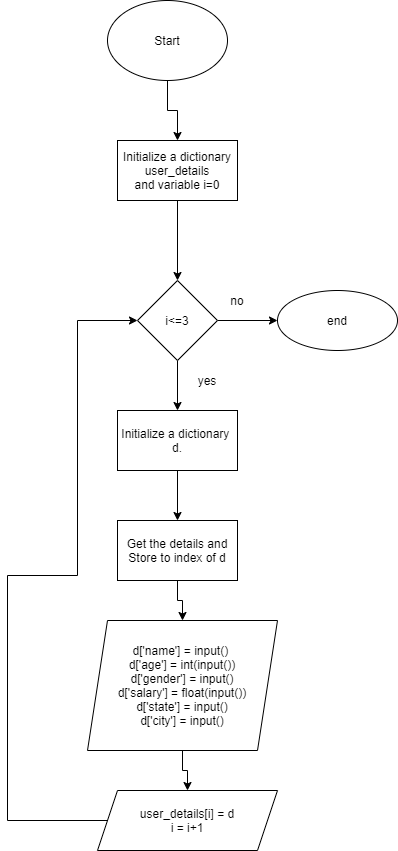 Start
Initialize a dictionary
user_details
and variable i=0
i<=3
no
end
yes
Initialize a dictionary
d.
Get the details and
Store to index of d
d['name'] = input()
d['age'] = int(input())
d['gender'] = input()
d['salary'] = float(input())
d['state'] = input()
d['city'] = input()
user_details[i] = d
i = i+1